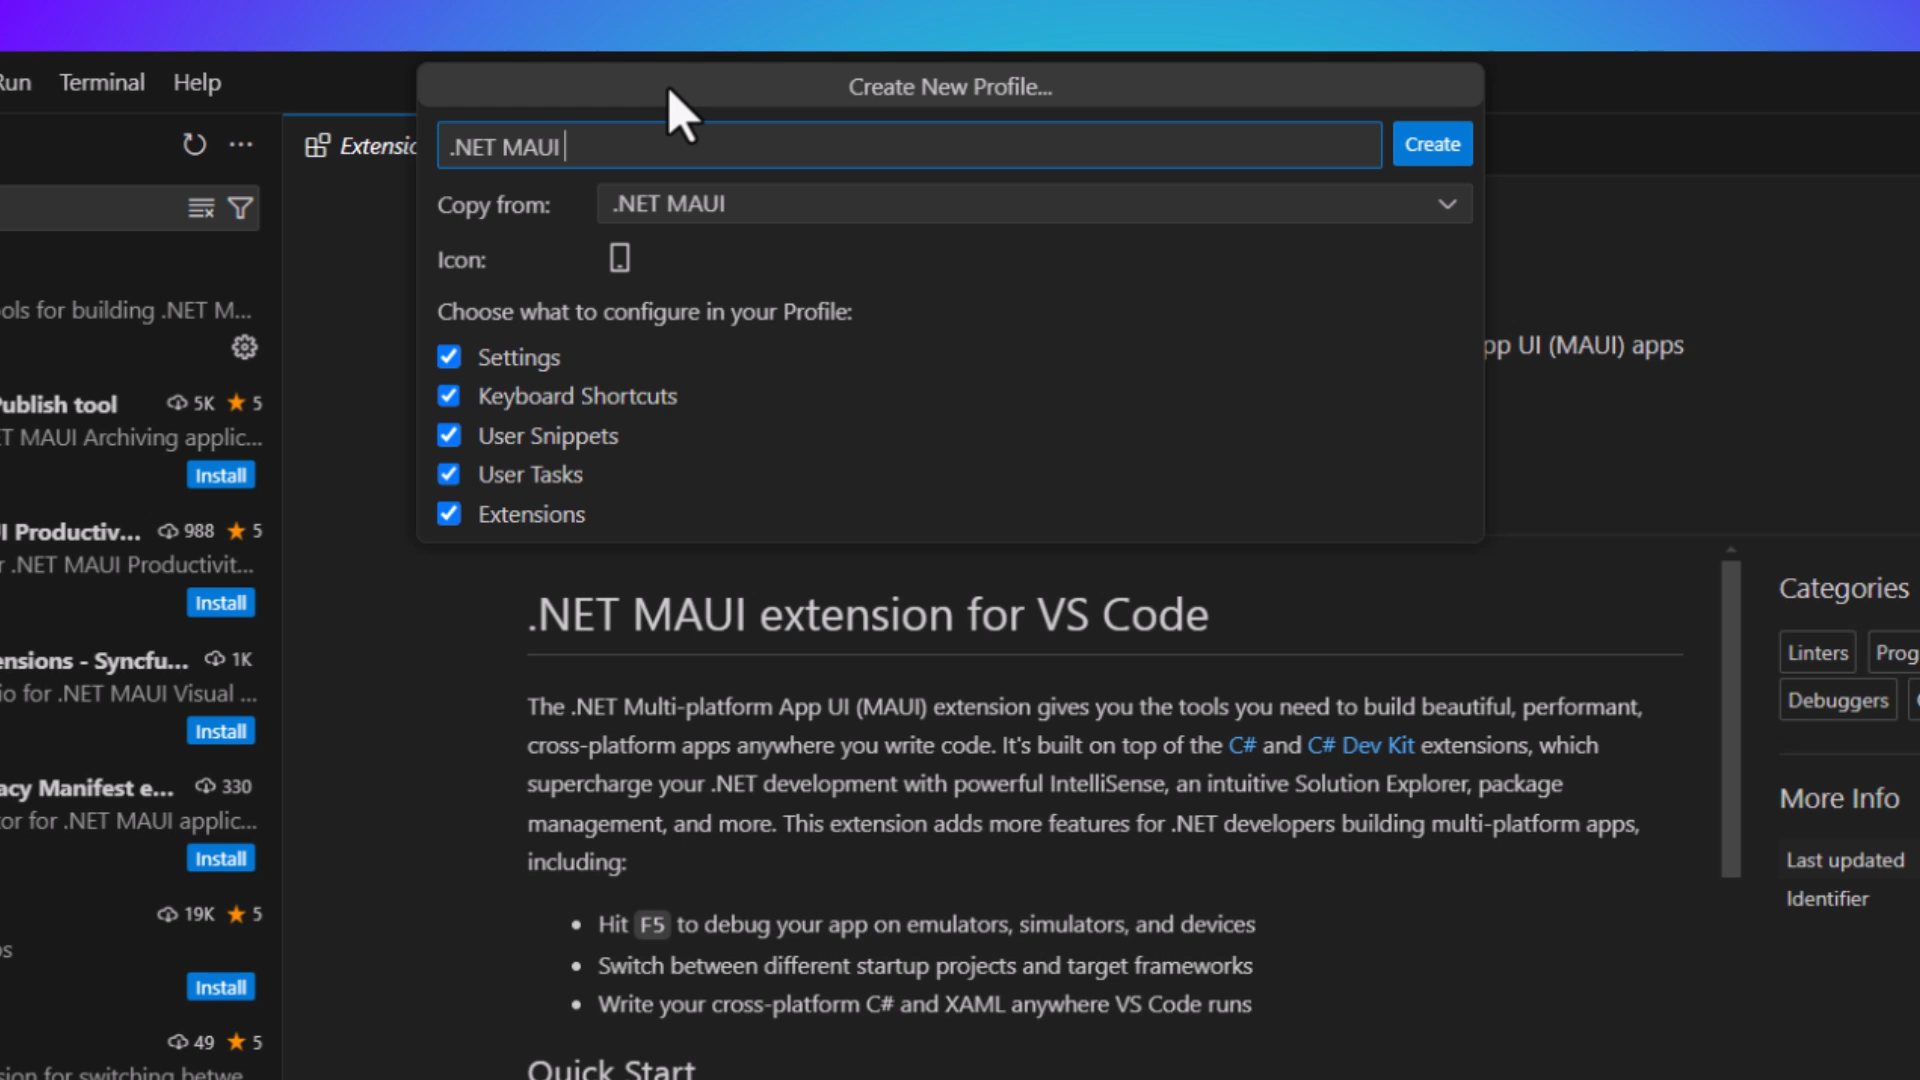 Run Terminal Help
Create New Profile...
.NET MAUI
Create
Extensio
Copy from:
.NET MAUI
Icon:
Choose what to configure in your Profile:
Settings
Keyboard Shortcuts
User Snippets
User Tasks
Extensions
ols for building .NET M...
Publish tool 5K 5
ET MAUI Archiving applic...
Install
I Productiv... 988 5
r .NET MAUI Productivit...
Install
ensions - Syncfu... 1K
io for .NET MAUI Visual ...
Install
acy Manifest e... 330
or for .NET MAUI applic...
Install
19K 5
os
Install
49 5
sion for switching betwe
pp UI (MAUI) apps
.NET MAUI extension for VS Code
The .NET Multi-platform App UI (MAUI) extension gives you the tools you need to build beautiful, performant,
cross-platform apps anywhere you write code. It's built on top of the C# and C# Dev Kit extensions, which
supercharge your .NET development with powerful IntelliSense, an intuitive Solution Explorer, package
management, and more. This extension adds more features for .NET developers building multi-platform apps,
including:
• Hit F5 to debug your app on emulators, simulators, and devices
• Switch between different startup projects and target frameworks
• Write your cross-platform C# and XAML anywhere VS Code runs
Quick Start
Categories
Linters Prog
Debuggers
More Info
Last updated
Identifier